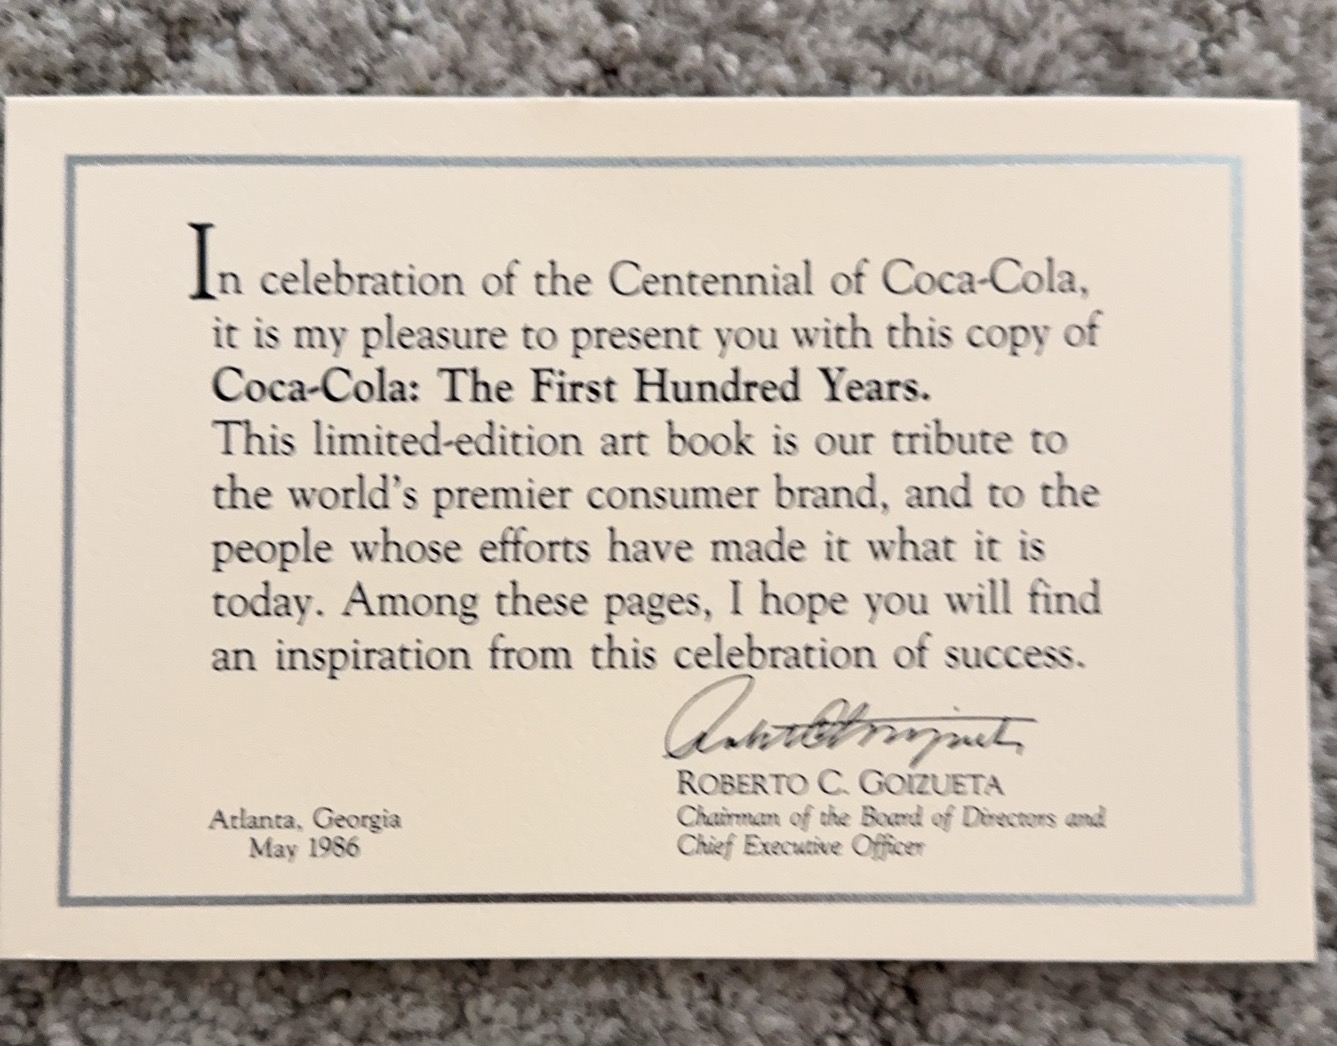 In celebration of the Centennial of Coca-Cola,
it is my pleasure to present you with this copy of
Coca-Cola: The First Hundred Years.
This limited-edition art book is our tribute to
the world's premier consumer brand, and to the
people whose efforts have made it what it is
today. Among these pages, I hope you will find
an inspiration from this celebration of success.
ROBERTO C. GOIZUETA
Chairman of the Board of Directors and
Chief Executive Officer
Atlanta, Georgia
May 1986